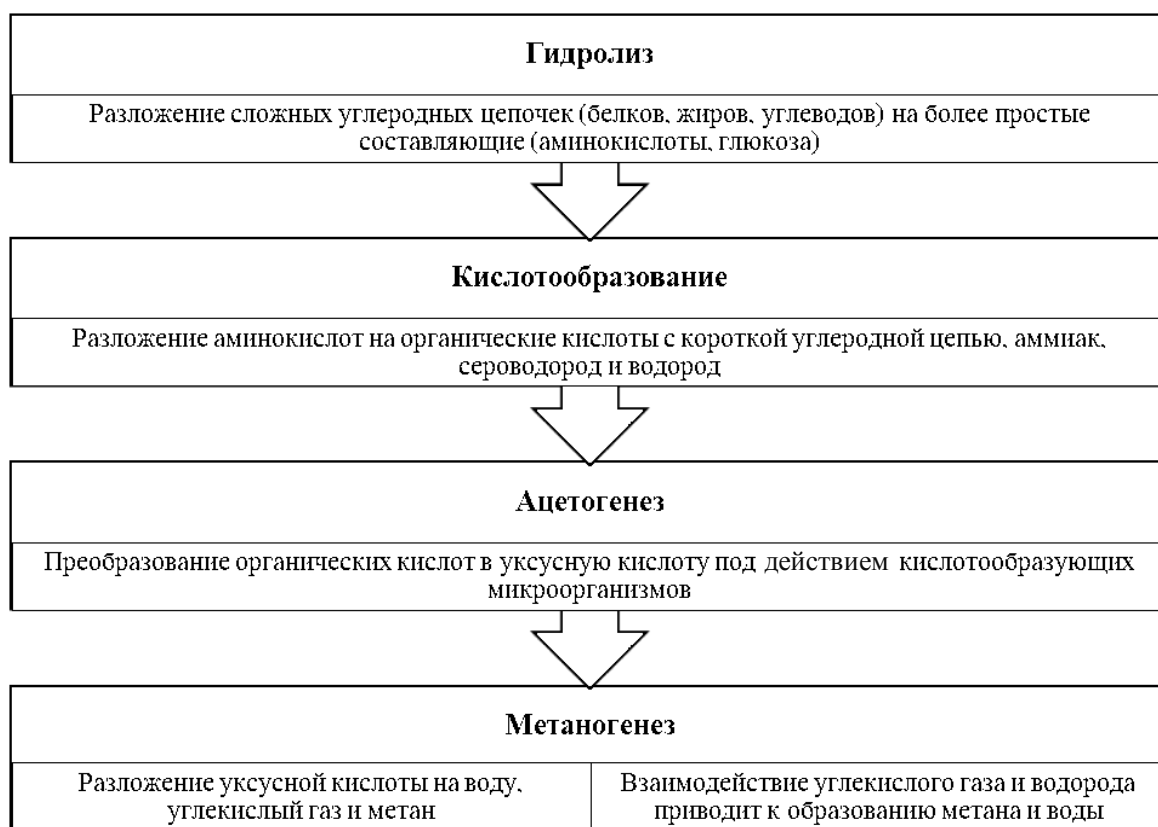 Гидролиз
Разложение сложных углеродных цепочек (белков, жиров, углеводов) на более простые
составляющие (аминокислоты, глюкоза)
Кислотообразование
Разложение аминокислот на органические кислоты с короткой углеродной цепью, аммиак,
сероводород и водород
Ацетогенез
Преобразование органических кислот в уксусную кислоту под действием кислотообразующих
микроорганизмов
Метаногенез
Разложение уксусной кислоты на воду,
углекислый газ и метан
Взаимодействие углекислого газа и водорода
приводит к образованию метана и воды